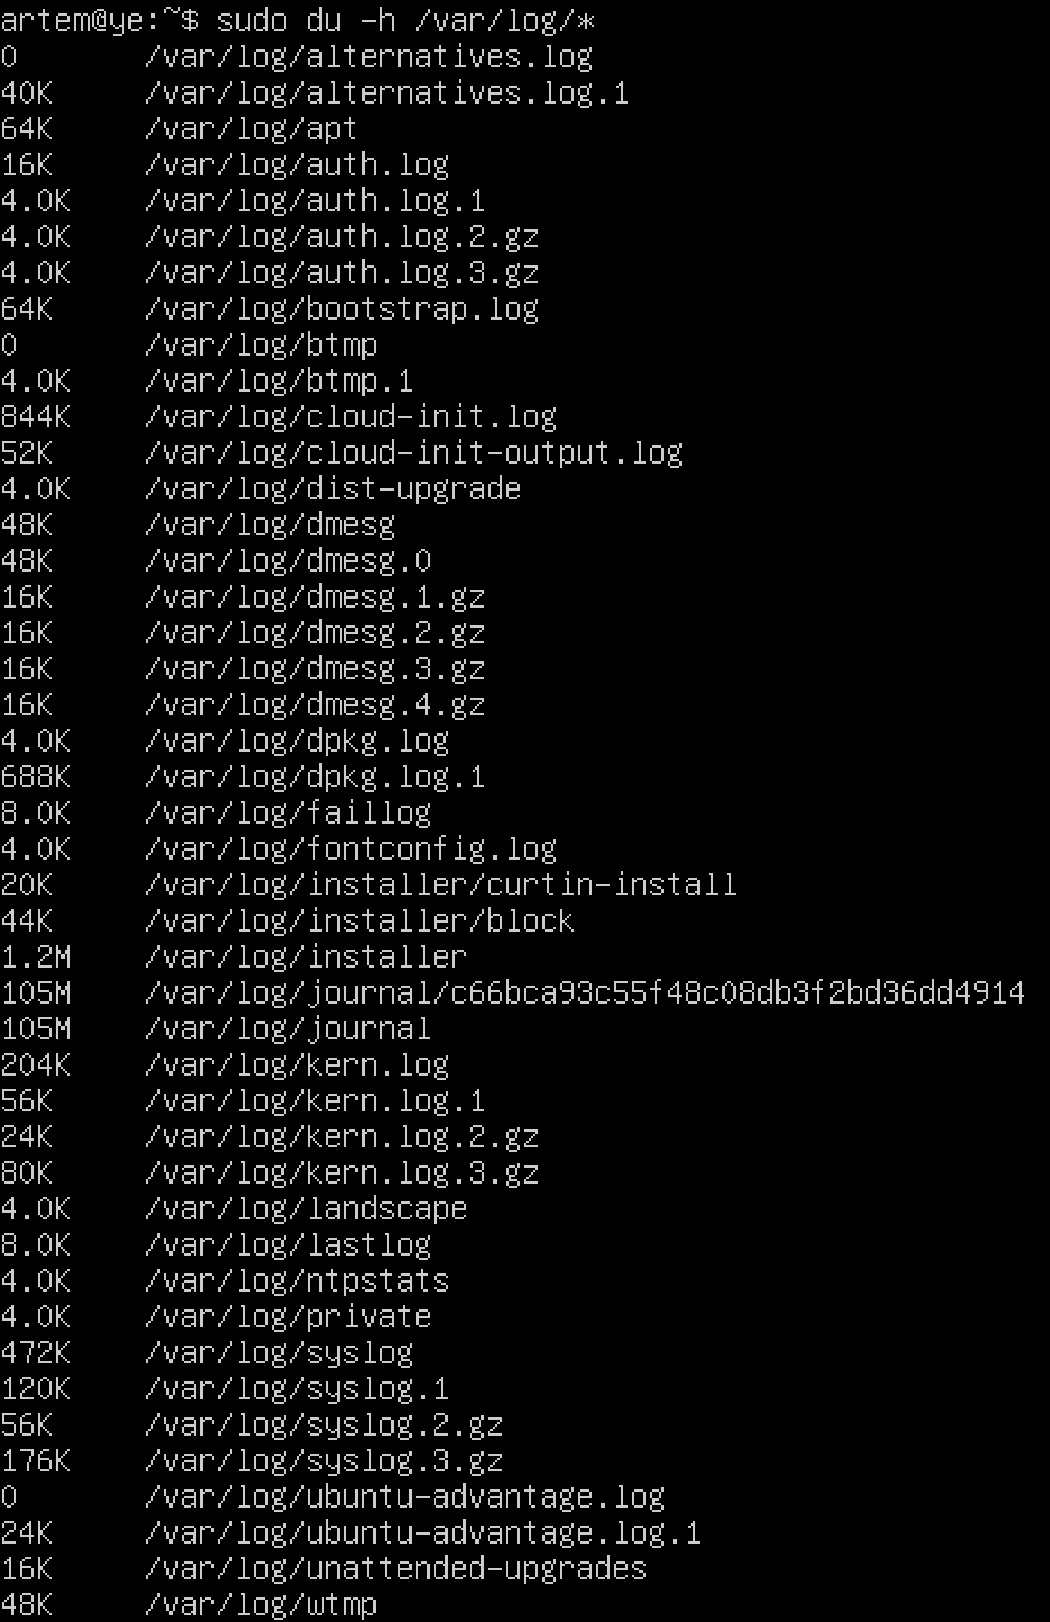 artem@ye:~$ sudo du -h /var/log/*
0 /var/log/alternatives.log
40K /var/log/alternatives.log.1
64K /var/log/apt
16K /var/log/auth.log
4.0K /var/log/auth.log.1
4.0K /var/log/auth.log.2.gz
4.0K /var/log/auth.log.3.gz
64K /var/log/bootstrap.log
0 /var/log/btmp
4.0K /var/log/btmp.1
844K /var/log/cloud-init.log
52K /var/log/cloud-init-output.log
4.0K /var/log/dist-upgrade
48K /var/log/dmesg
48K /var/log/dmesg.0
16K /var/log/dmesg.1.gz
16K /var/log/dmesg.2.gz
16K /var/log/dmesg.3.gz
16K /var/log/dmesg.4.gz
4.0K /var/log/dpkg.log
688K /var/log/dpkg.log.1
8.0K /var/log/faillog
4.0K /var/log/fontconfig.log
20K /var/log/installer/curtin-install
44K /var/log/installer/block
1.2M /var/log/installer
105M /var/log/journal/c66bca93c55f48c08db3f2bd36dd4914
105M /var/log/journal
204K /var/log/kern.log
56K /var/log/kern.log.1
24K /var/log/kern.log.2.gz
80K /var/log/kern.log.3.gz
4.0K /var/log/landscape
8.0K /var/log/lastlog
4.0K /var/log/ntpstats
4.0K /var/log/private
472K /var/log/syslog
120K /var/log/syslog.1
56K /var/log/syslog.2.gz
176K /var/log/syslog.3.gz
0 /var/log/ubuntu-advantage.log
24K /var/log/ubuntu-advantage.log.1
16K /var/log/unattended-upgrades
48K /var/log/wtmp